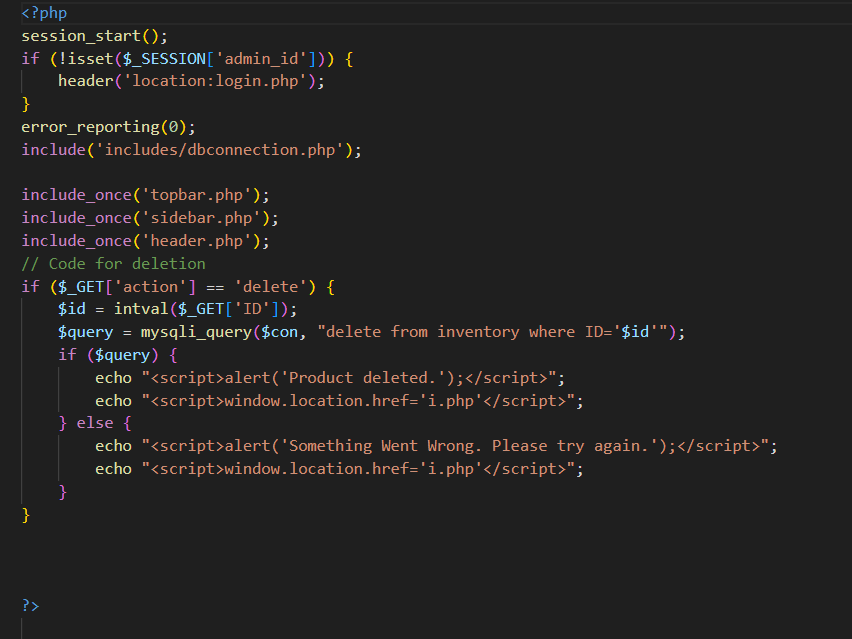 <?php
session_start();
if (!isset($_SESSION['admin_id'])) {
    header('location:login.php');
}
error_reporting(0);
include('includes/dbconnection.php');

include_once('topbar.php');
include_once('sidebar.php');
include_once('header.php');
// Code for deletion
if ($_GET['action'] == 'delete') {
    $id = intval($_GET['ID']);
    $query = mysqli_query($con, "delete from inventory where ID='$id'");
    if ($query) {
        echo "<script>alert('Product deleted.');</script>";
        echo "<script>window.location.href='i.php'</script>";
    } else {
        echo "<script>alert('Something Went Wrong. Please try again.');</script>";
        echo "<script>window.location.href='i.php'</script>";
    }
}

?>